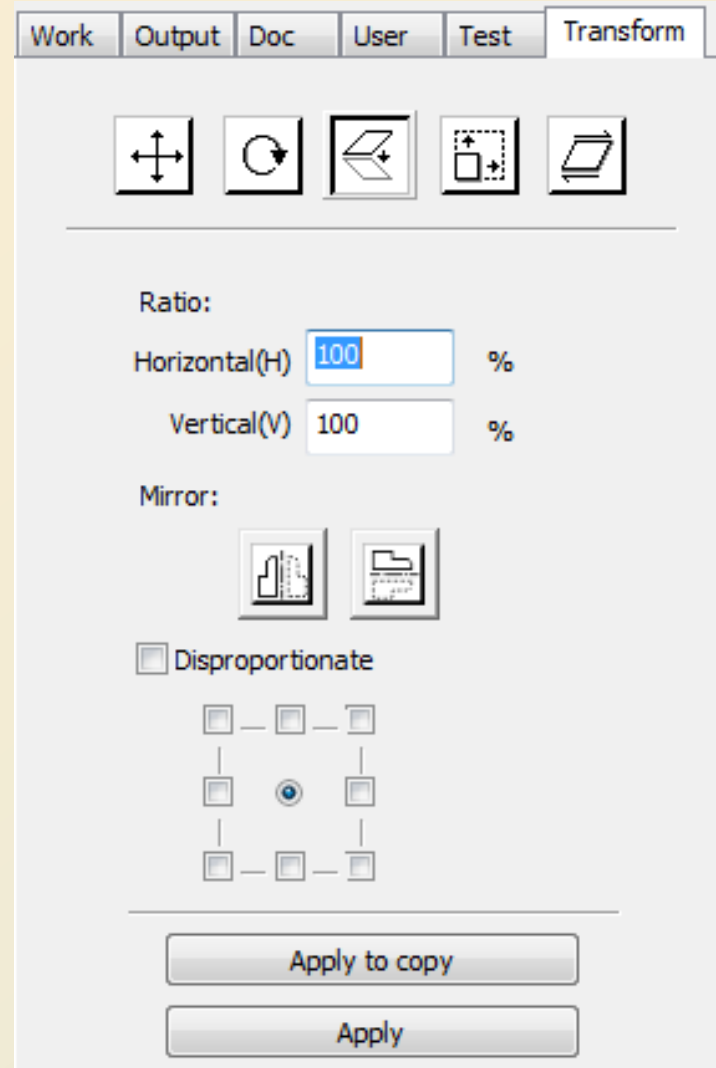 Work Output Doc User Test Transform
Ratio:
Horizontal(H) 100 %
Vertical(V) 100 %
Mirror:
Disproportionate
Apply to copy
Apply